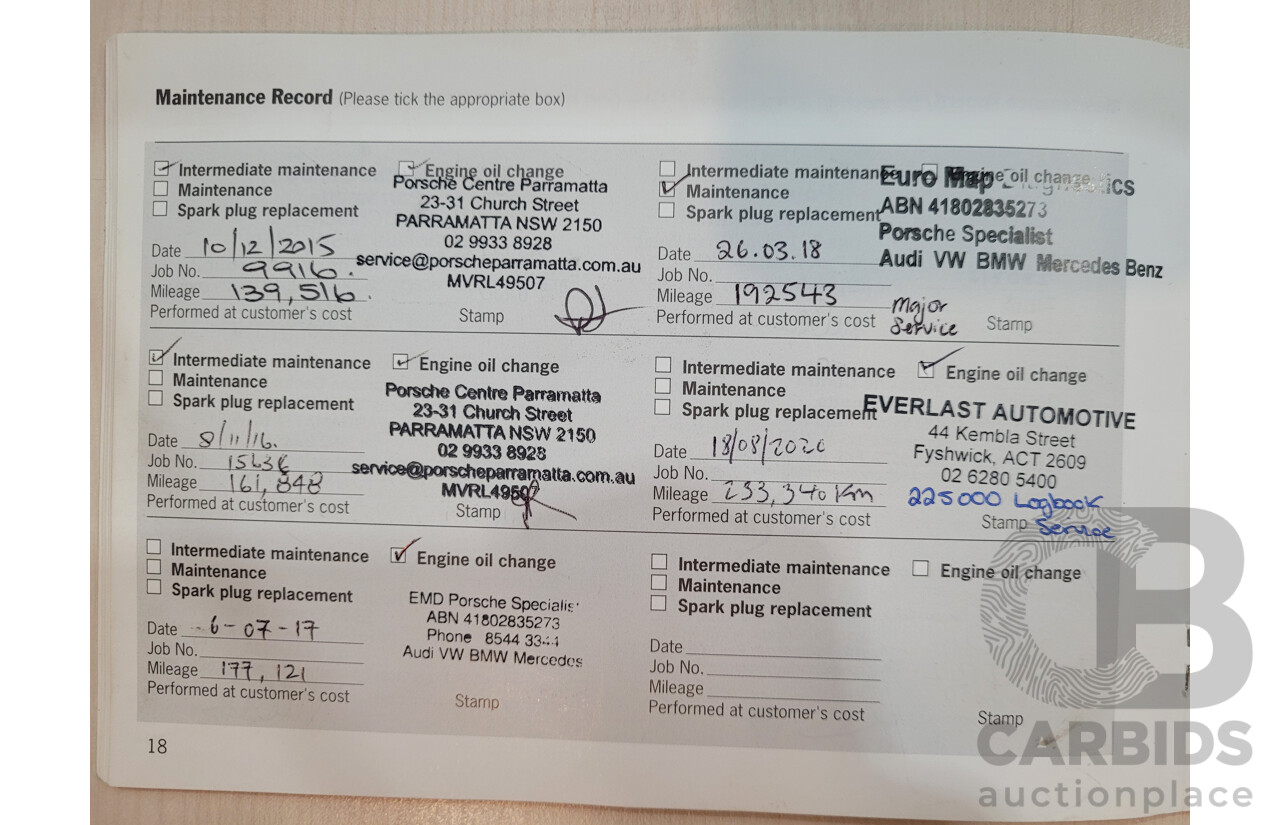 Maintenance Record (Please tick the appropriate box)
Intermediate maintenance
Engine oil change
Maintenance
Spark plug replacement
Porsche Centre Parramatta
23-31 Church Street
PARRAMATTA NSW 2150
02 9933 8928
service@porscheparramatta.com.au
MVRL49507
Date 10/12/2015
Job No. 9916.
Mileage 139,516.
Performed at customer's cost
Stamp
Intermediate maintenance
Engine oil change
Maintenance
Spark plug replacement
Porsche Centre Parramatta
23-31 Church Street
PARRAMATTA NSW 2150
02 9933 8928
service@porscheparramatta.com.au
MVRL49507
Date 8/11/16.
Job No.
Mileage 161,848
Performed at customer's cost
Stamp
Intermediate maintenance
Engine oil change
Maintenance
Spark plug replacement
EMD Porsche Specialist
ABN 41802835273
Phone 8544
Audi VW BMW Mercedes
Date 6-07-17
Job No.
Mileage 177,121
Performed at customer's cost
Stamp
18
Intermediate maintenance
Engine oil change
Maintenance
Spark plug replacement
Euro Map
ABN 41802835273
Porsche Specialist
Audi VW BMW Mercedes Benz
Date 26.03.18
Job No.
Mileage 192543
Performed at customer's cost
Major
Service
Stamp
Intermediate maintenance
Engine oil change
Maintenance
Spark plug replacement
EVERLAST AUTOMOTIVE
44 Kembla Street
Fyshwick, ACT 2609
02 6280 5400
Date 18/08/2020
Job No.
Mileage 233,340 km
Performed at customer's cost
225000 Logbook
Service
Stamp
Intermediate maintenance
Engine oil change
Maintenance
Spark plug replacement
Date
Job No.
Mileage
Performed at customer's cost
Stamp
CB
CARBIDS
auctionplace